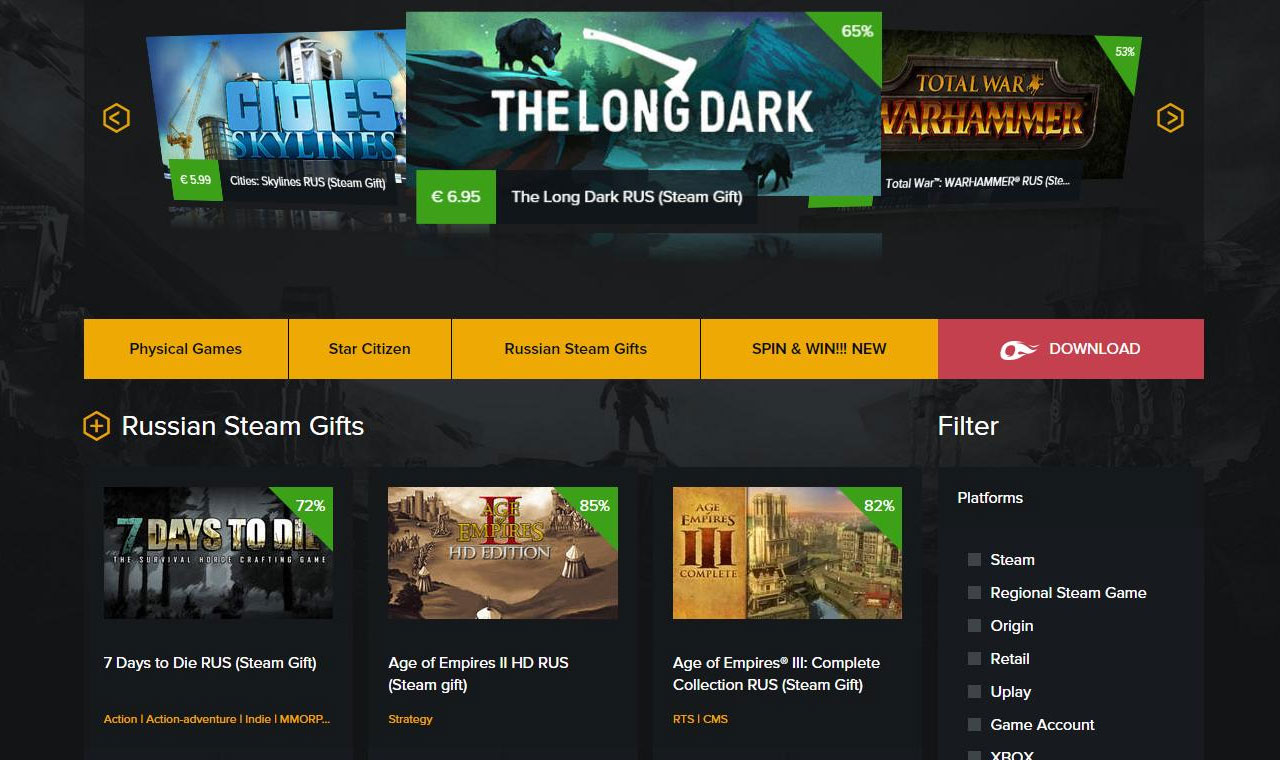 CITIES
SKYLINES
€ 5.99
Cities: Skylines RUS (Steam Gift)
65%
THE LONG DARK
€ 6.95
The Long Dark RUS (Steam Gift)
53%
TOTAL WAR
WARHAMMER
Total War™: WARHAMMER® RUS (Ste...
Physical Games
Star Citizen
Russian Steam Gifts
SPIN & WIN!!! NEW
DOWNLOAD
Russian Steam Gifts
72%
7 DAYS TO DIE
THE SURVIVAL HORDE CRAFTING GAME
7 Days to Die RUS (Steam Gift)
Action | Action-adventure | Indie | MMORP...
85%
II
AGE
OF
EMPIRES
HD EDITION
Age of Empires II HD RUS
(Steam gift)
Strategy
82%
AGE
OF
EMPIRES
III
COMPLETE
Age of Empires® III: Complete
Collection RUS (Steam Gift)
RTS | CMS
Filter
Platforms
Steam
Regional Steam Game
Origin
Retail
Uplay
Game Account
XBOX